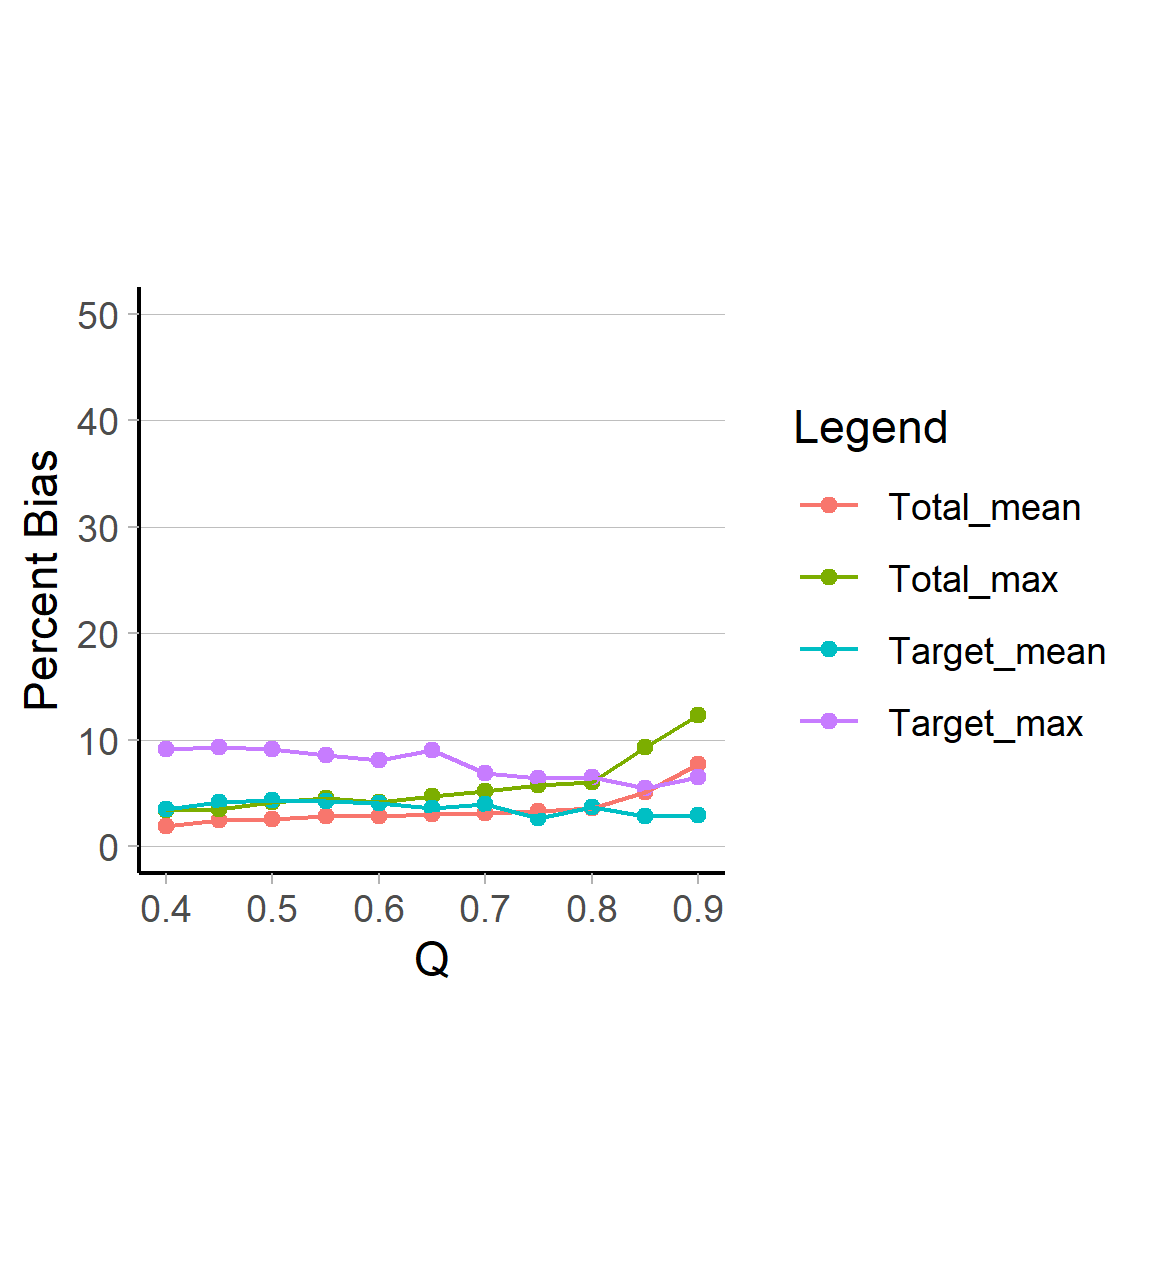 50
40
30
20
10
0
Percent Bias
0.4 0.5 0.6 0.7 0.8 0.9
Q
Legend
Total_mean
Total_max
Target_mean
Target_max